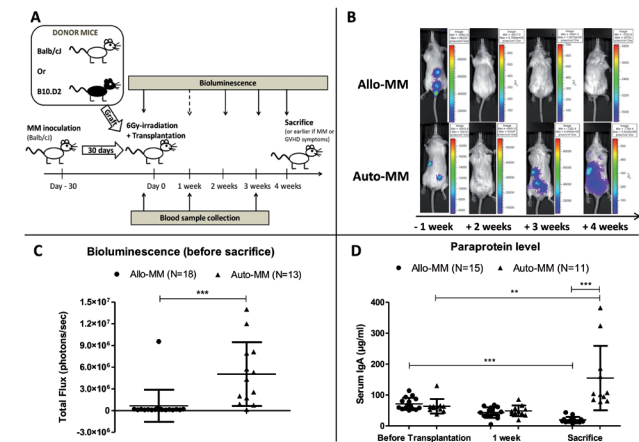 A
DONOR MICE
Balb/cJ
Or
B10.D2
Graft
Bioluminescence
MM inoculation
(Balb/cJ)
30 days
6Gy-irradiation
+ Transplantation
Sacrifice
(or earlier if MM or
GVHD symptoms)
Day - 30
Day 0
1 week
2 weeks
3 weeks
4 weeks
Blood sample collection
B
Allo-MM
Auto-MM
- 1 week
+ 2 weeks
+ 3 weeks
+ 4 weeks
C
Bioluminescence (before sacrifice)
● Allo-MM (N=18) ▲ Auto-MM (N=13)
***
Total Flux (photons/sec)
1.5×10⁷
1.2×10⁷
9.0×10⁶
6.0×10⁶
3.0×10⁶
0
-3.0×10⁶
D
Paraprotein level
● Allo-MM (N=15) ▲ Auto-MM (N=11)
***
**
***
Serum IgA (µg/ml)
400
300
200
100
0
Before Transplantation
1 week
Sacrifice